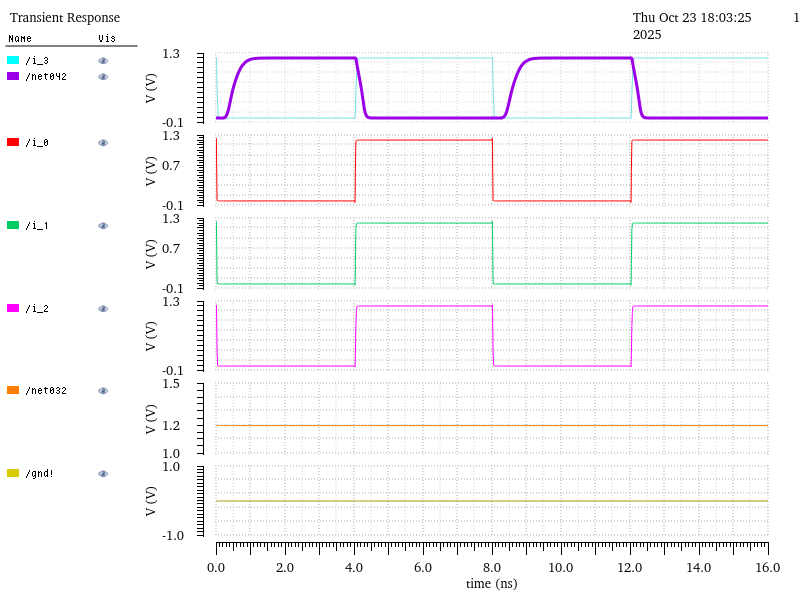 Transient Response
Thu Oct 23 18:03:25 1
2025
Name Vis
/i_3
/net042
1.3
V (V)
-0.1
/i_0
1.3
0.7
V (V)
-0.1
/i_1
1.3
0.7
V (V)
-0.1
/i_2
1.3
V (V)
-0.1
/net032
1.5
1.2
V (V)
1.0
/gnd!
1.0
V (V)
-1.0
0.0 2.0 4.0 6.0 8.0 10.0 12.0 14.0 16.0
time (ns)